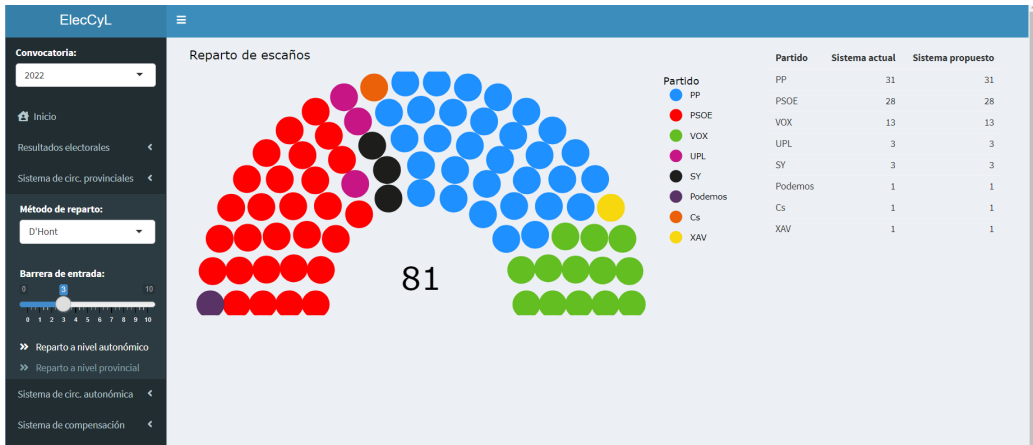 ElecCyL
Convocatoria:
2022
Inicio
Resultados electorales
Sistema de circ. provinciales
Método de reparto:
D'Hont
Barrera de entrada:
0 3 10
0 1 2 3 4 5 6 7 8 9 10
Reparto a nivel autonómico
Reparto a nivel provincial
Sistema de circ. autonómica
Sistema de compensación
Reparto de escaños
81
Partido
PP
PSOE
VOX
UPL
SY
Podemos
Cs
XAV
Partido Sistema actual Sistema propuesto
PP 31 31
PSOE 28 28
VOX 13 13
UPL 3 3
SY 3 3
Podemos 1 1
Cs 1 1
XAV 1 1